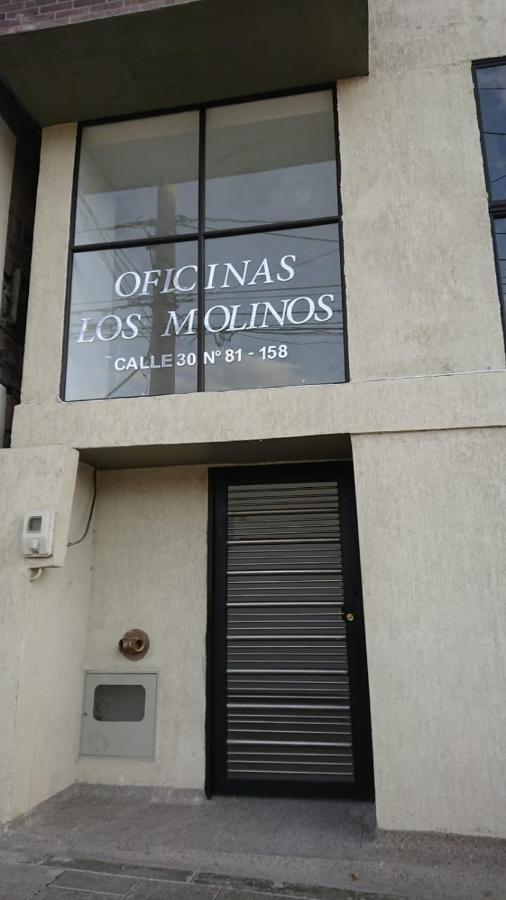 OFICINAS
LOS MOLINOS
CALLE 30 N° 81 - 158